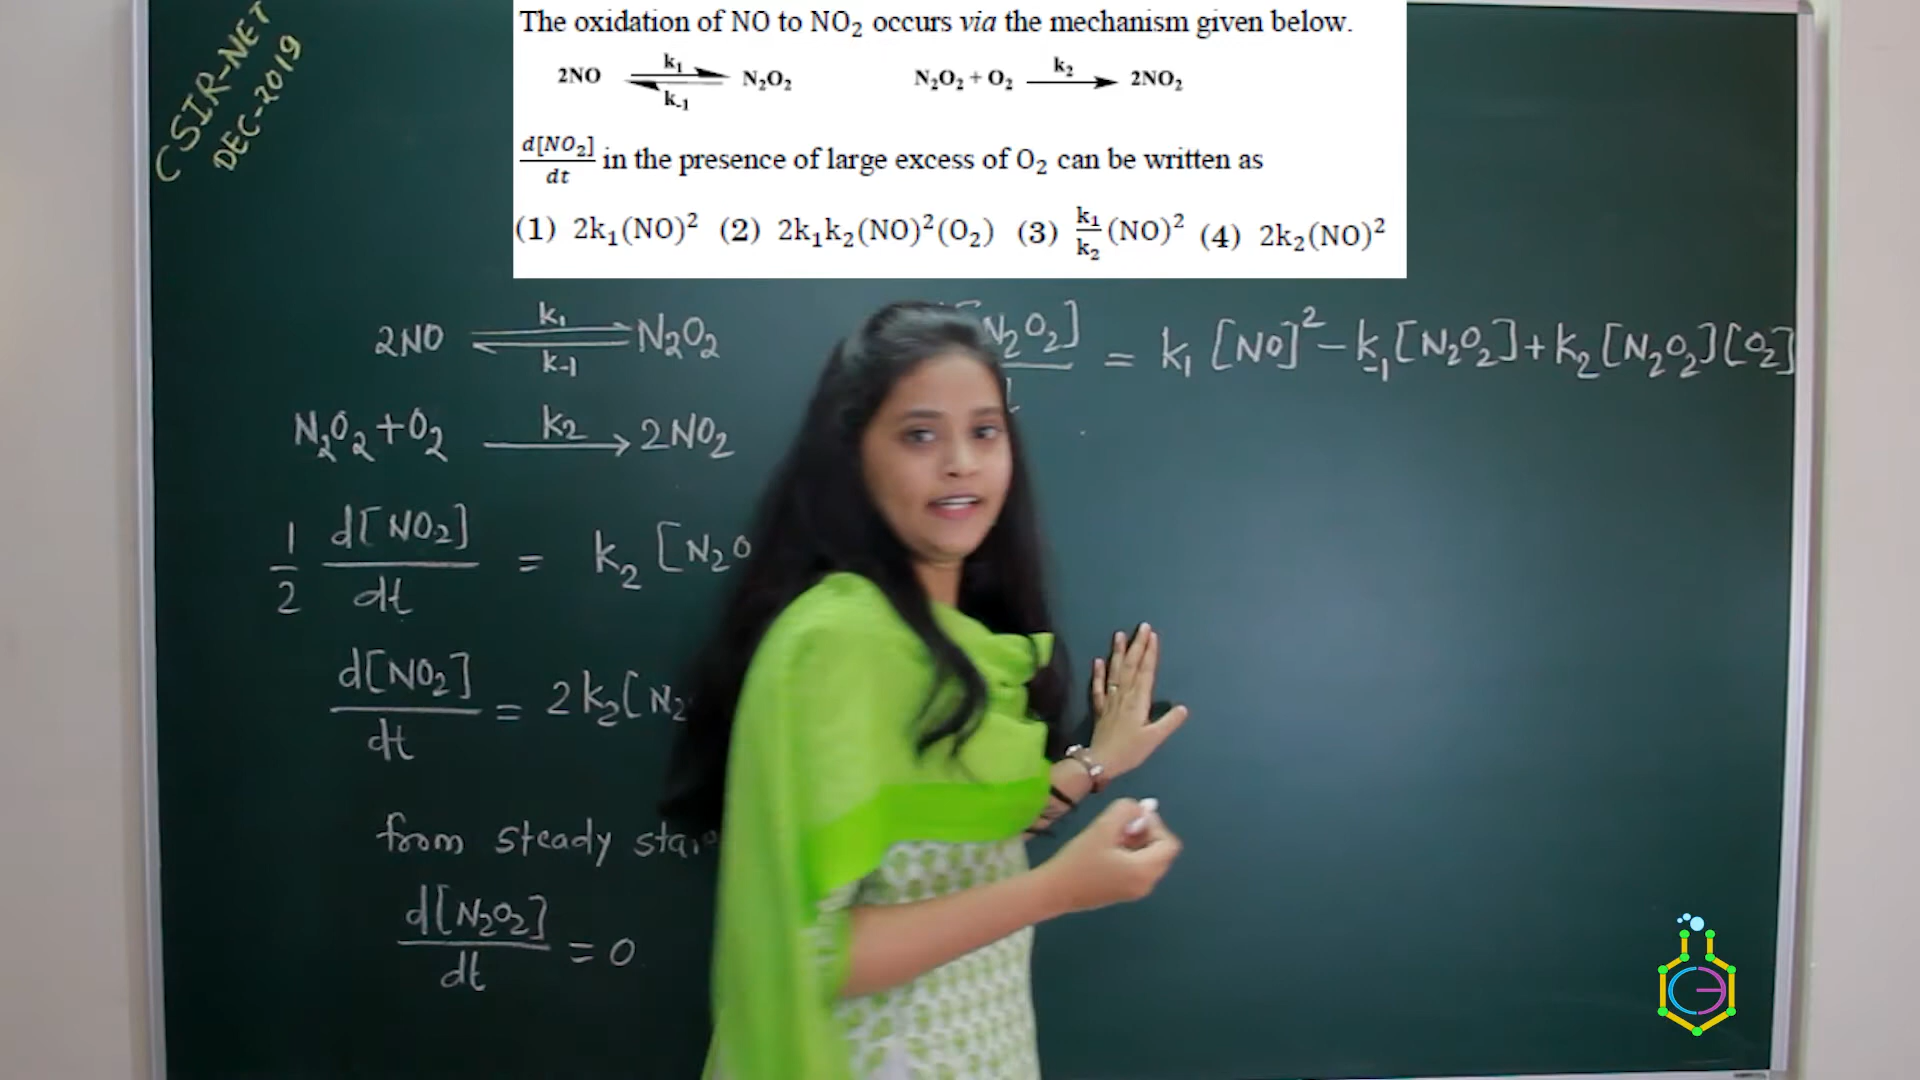 CSIR-NET
DEC-2019
The oxidation of NO to NO₂ occurs via the mechanism given below.
2NO ⇌ N₂O₂ k₁ k₋₁ N₂O₂ + O₂ → 2NO₂ k₂
d[NO₂]/dt in the presence of large excess of O₂ can be written as
(1) 2k₁(NO)² (2) 2k₁k₂(NO)²(O₂) (3) k₁/k₂ (NO)² (4) 2k₂(NO)²
2NO ⇌ N₂O₂ k₁ k-1
N₂O₂ + O₂ → 2NO₂ k₂
1/2 d[NO₂]/dt = k₂ [N₂O
d[NO₂]/dt = 2k₂[N₂
from steady
d[N₂O₂]/dt = 0
N₂O₂] = k₁ [NO]² - k₋₁[N₂O₂] + k₂[N₂O₂][O₂]